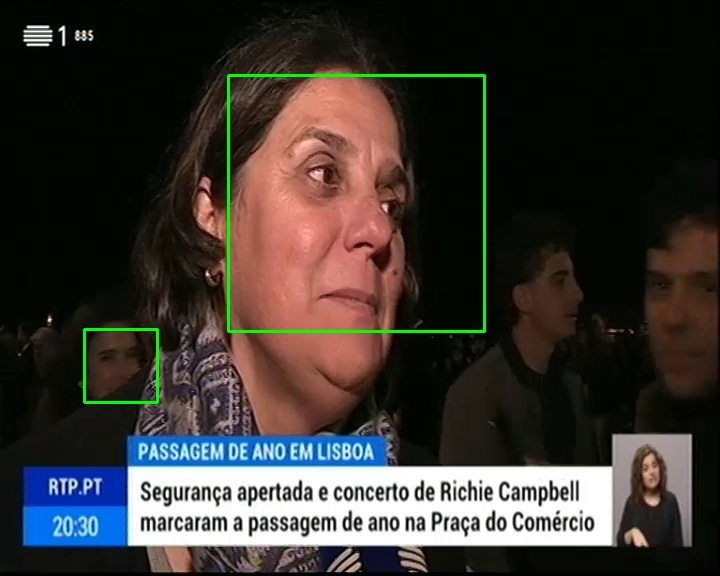 1 885
PASSAGEM DE ANO EM LISBOA
RTP.PT
20:30
Segurança apertada e concerto de Richie Campbell
marcaram a passagem de ano na Praça do Comércio